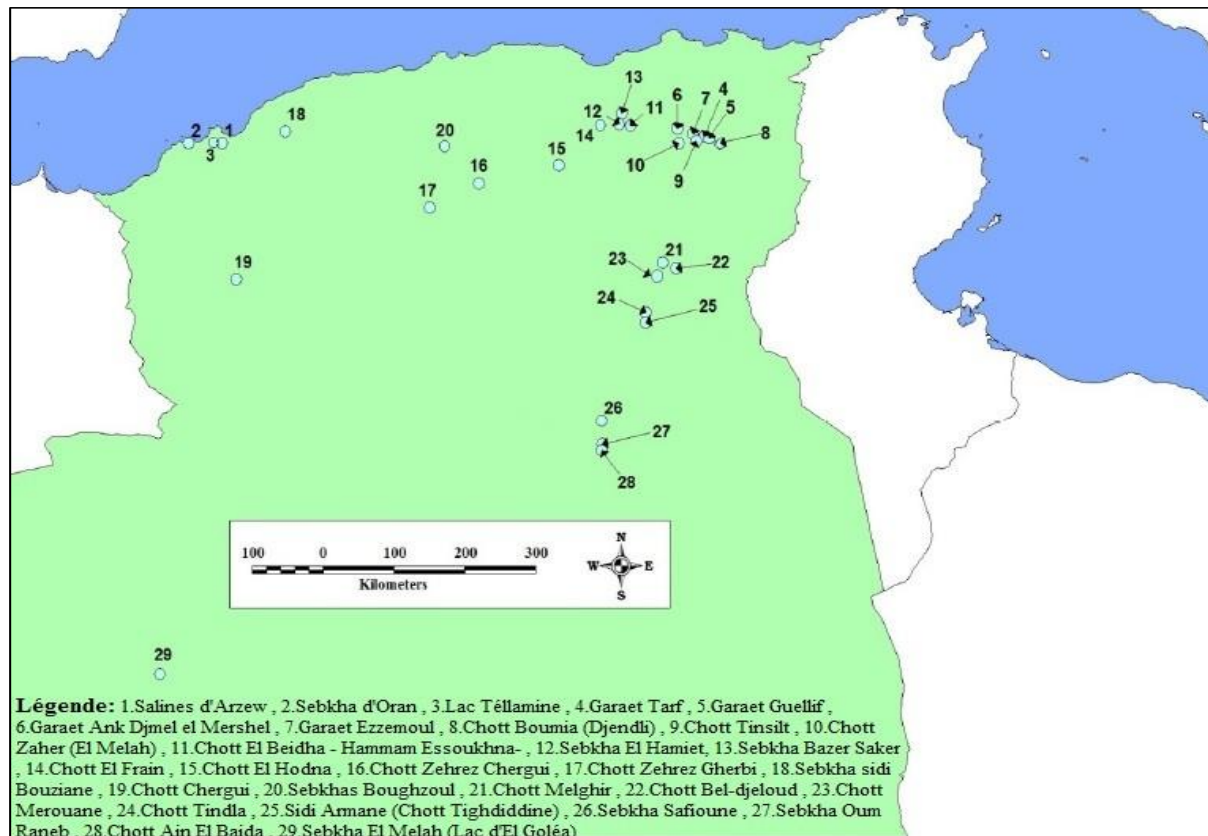 13
6
7
4
5
18
2
1
3
12
11
14
20
8
15
10
16
9
17
19
21
23
22
24
25
26
27
28
N
100 0 100 200 300
W E
Kilometers
S
29
Légende: 1.Salines d'Arzew , 2.Sebkha d'Oran , 3.Lac Téllamine , 4.Garaet Tarf , 5.Garaet Guellif ,
6.Garaet Ank Djmel el Mershel , 7.Garaet Ezzemoul , 8.Chott Boumia (Djendli) , 9.Chott Tinsilt , 10.Chott
Zaher (El Melah) , 11.Chott El Beidha - Hammam Essoukhna- , 12.Sebkha El Hamiet, 13.Sebkha Bazer Saker
, 14.Chott El Frain , 15.Chott El Hodna , 16.Chott Zehrez Chergui , 17.Chott Zehrez Gherbi , 18.Sebkha sidi
Bouziane , 19.Chott Chergui , 20.Sebkhas Boughzoul , 21.Chott Melghir , 22.Chott Bel-djeloud , 23.Chott
Merouane , 24.Chott Tindla , 25.Sidi Armane (Chott Tighdiddine) , 26.Sebkha Safioune , 27.Sebkha Oum
Raneb , 28.Chott Ain El Baida , 29.Sebkha El Melah (Lac d'El Goléa)